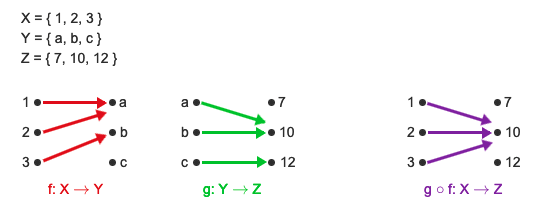 X = { 1, 2, 3 }
Y = { a, b, c }
Z = { 7, 10, 12 }
1 a a 7 1 7
2 b b 10 2 10
3 c c 12 3 12
f: X → Y g: Y → Z g ∘ f: X → Z